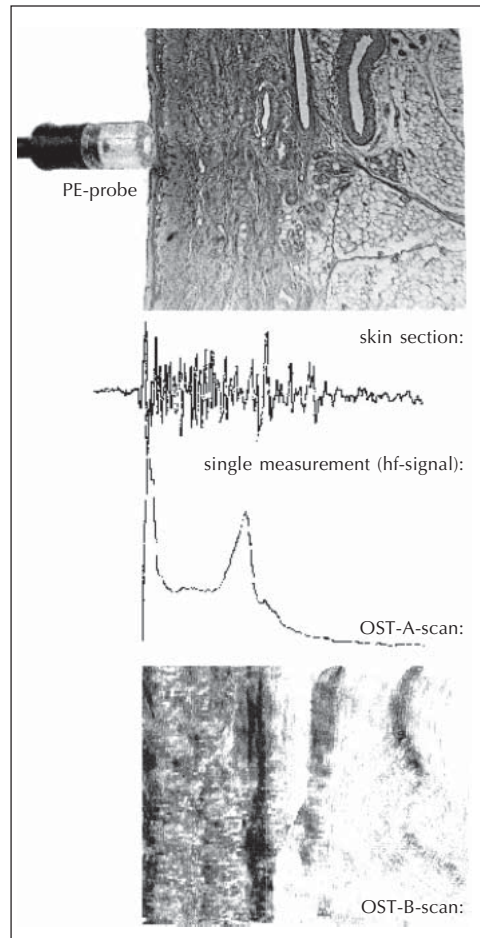 PE-probe
skin section:
single measurement (hf-signal):
OST-A-scan:
OST-B-scan: